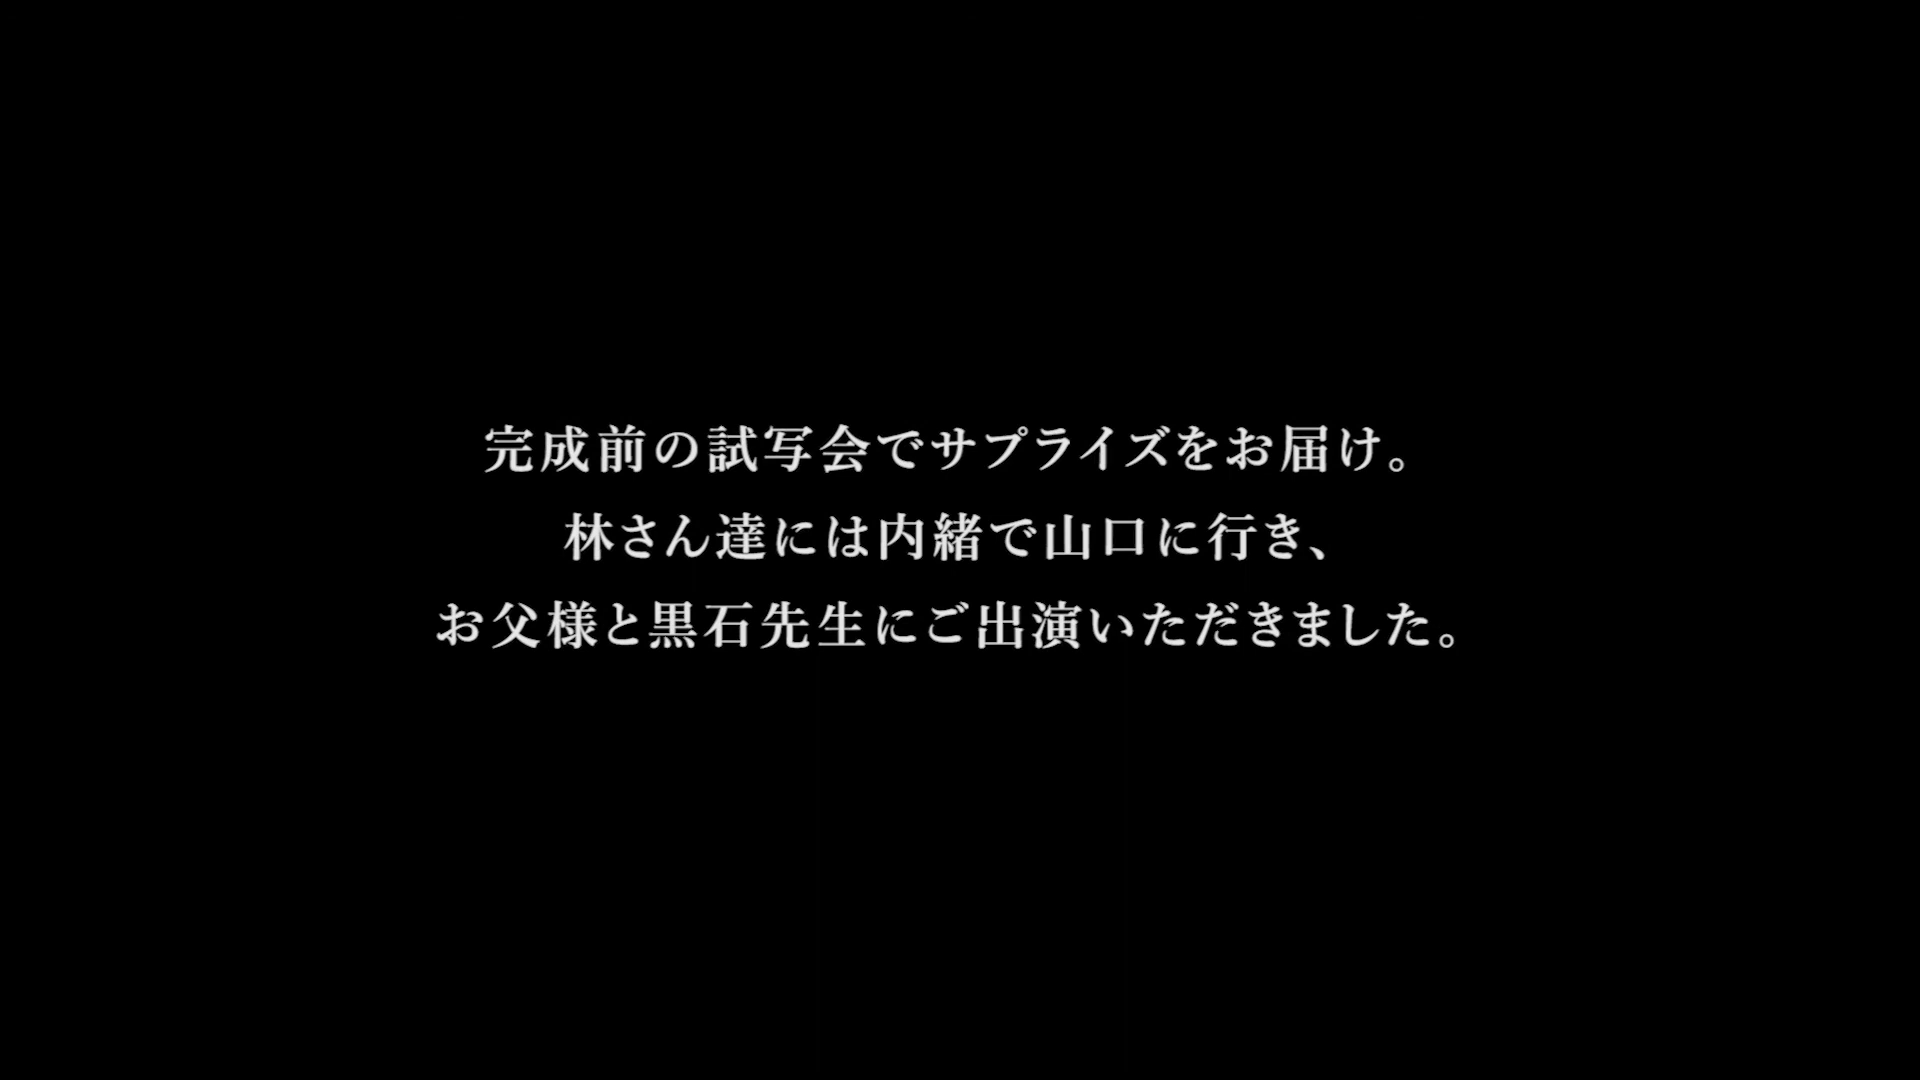 完成前の試写会でサプライズをお届け。
林さん達には内緒で山口に行き、
お父様と黒石先生にご出演いただきました。